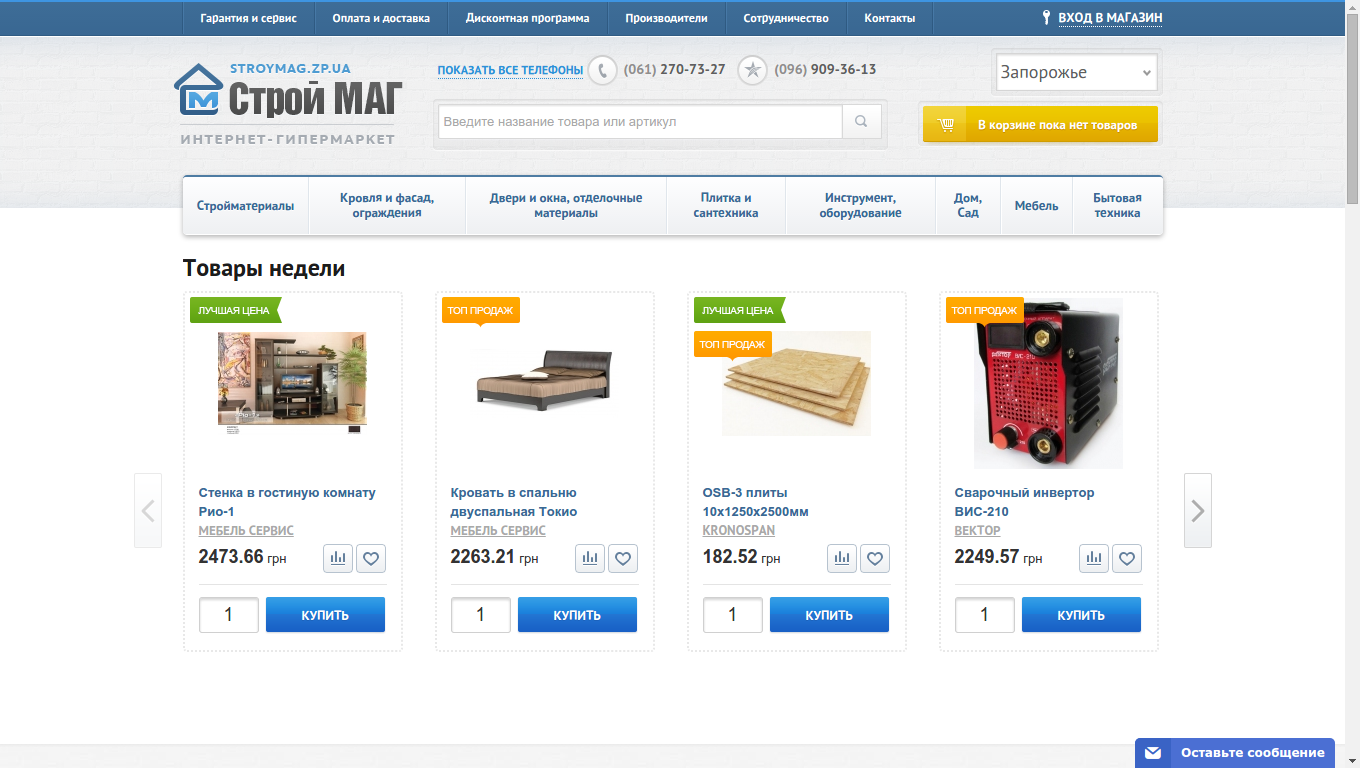 Гарантия и сервис
Оплата и доставка
Дисконтная программа
Производители
Сотрудничество
Контакты
ВХОД В МАГАЗИН
STROYMAG.ZP.UA
Строй МАГ
ИНТЕРНЕТ-ГИПЕРМАРКЕТ
ПОКАЗАТЬ ВСЕ ТЕЛЕФОНЫ
(061) 270-73-27
(096) 909-36-13
Запорожье
Введите название товара или артикул
В корзине пока нет товаров
Стройматериалы
Кровля и фасад,
ограждения
Двери и окна, отделочные
материалы
Плитка и
сантехника
Инструмент,
оборудование
Дом,
Сад
Мебель
Бытовая
техника
Товары недели
ЛУЧШАЯ ЦЕНА
Стенка в гостиную комнату
Рио-1
МЕБЕЛЬ СЕРВИС
2473.66 грн
1
КУПИТЬ
ТОП ПРОДАЖ
Кровать в спальню
двуспальная Токио
МЕБЕЛЬ СЕРВИС
2263.21 грн
1
КУПИТЬ
ЛУЧШАЯ ЦЕНА
ТОП ПРОДАЖ
OSB-3 плиты
10х1250х2500мм
KRONOSPAN
182.52 грн
1
КУПИТЬ
ТОП ПРОДАЖ
Сварочный инвертор
ВИС-210
ВЕКТОР
2249.57 грн
1
КУПИТЬ
Оставьте сообщение